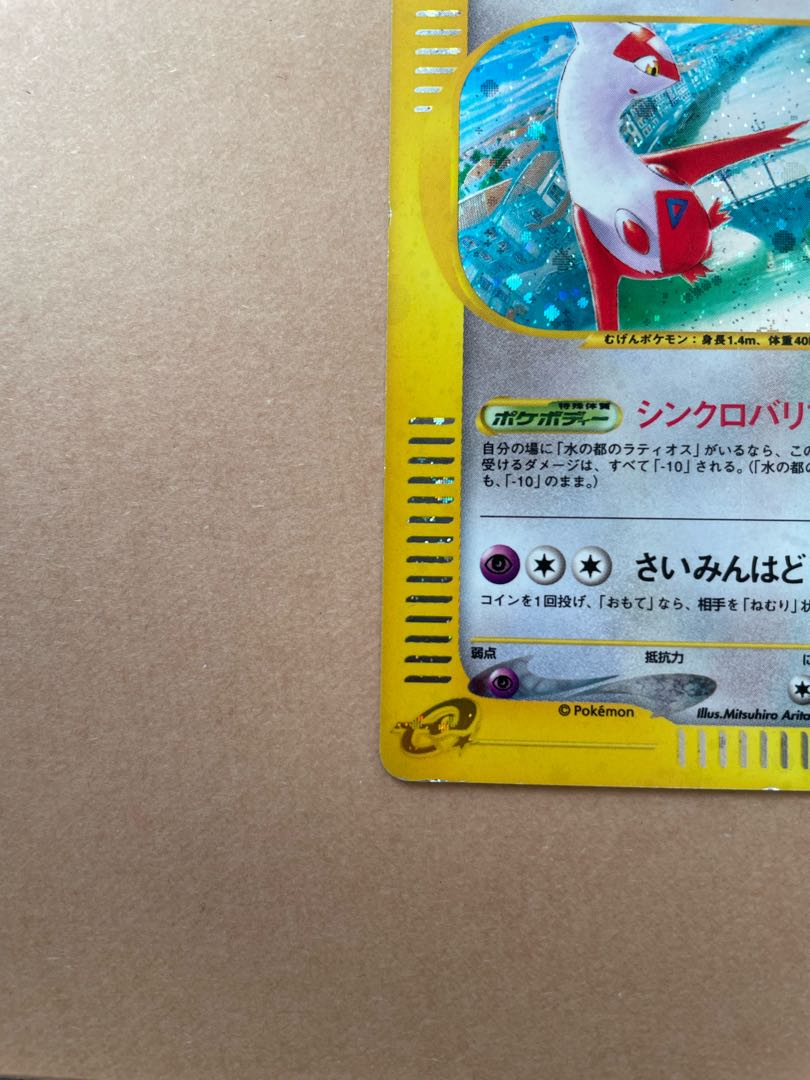 むげんポケモン：身長1.4m、体重40
特殊体質
ポケボディー シンクロバリ
自分の場に「水の都のラティオス」がいるなら、この
受けるダメージは、すべて「-10」される。（「水の都の
も、「-10」のまま。）
さいみんはど
コインを1回投げ、「おもて」なら、相手を「ねむり」状
弱点 抵抗力 に
© Pokémon Illus.Mitsuhiro Arita
e